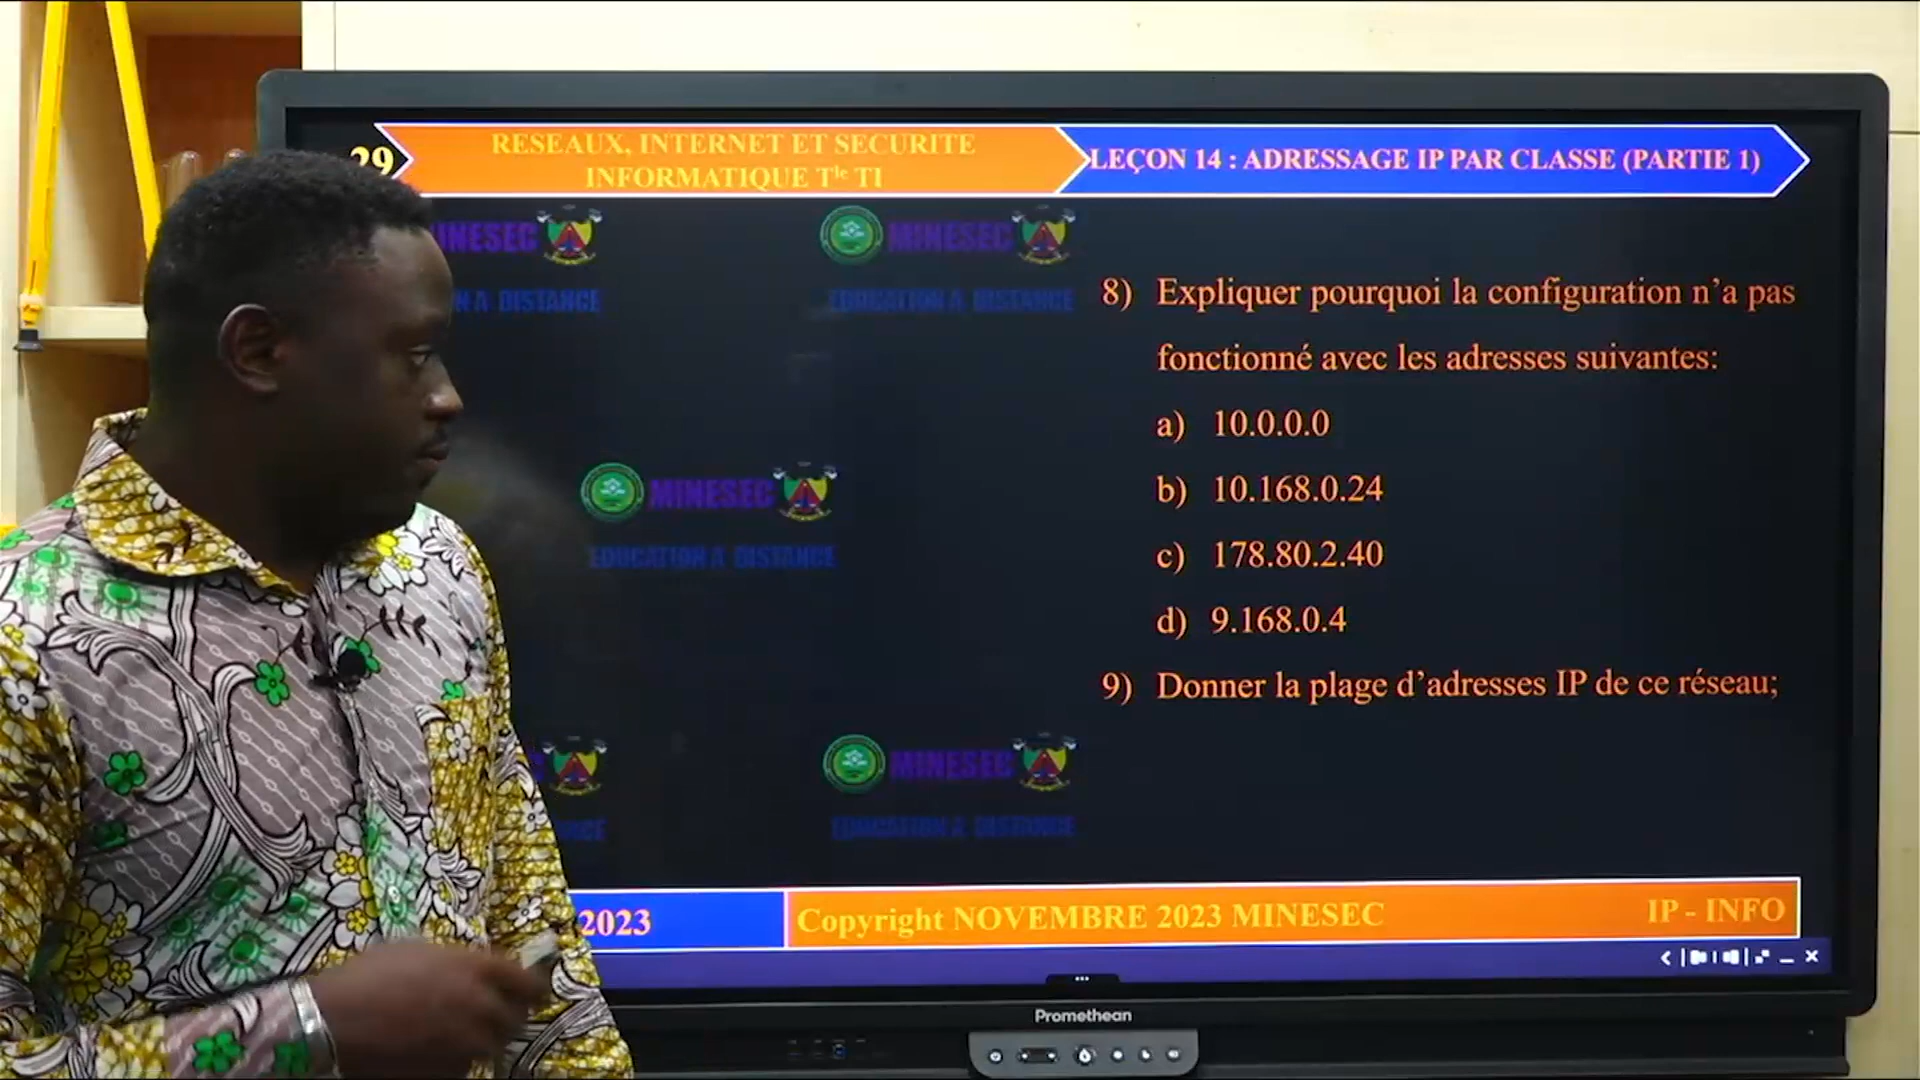 29
RESEAUX, INTERNET ET SECURITE
INFORMATIQUE Tle TI
LEÇON 14 : ADRESSAGE IP PAR CLASSE (PARTIE 1)
MINESEC
MINESEC
N A DISTANCE
EDUCATION A DISTANCE
8) Expliquer pourquoi la configuration n'a pas
fonctionné avec les adresses suivantes:
a) 10.0.0.0
b) 10.168.0.24
MINESEC
c) 178.80.2.40
EDUCATION A DISTANCE
d) 9.168.0.4
9) Donner la plage d'adresses IP de ce réseau;
MINESEC
EDUCATION A DISTANCE
2023
Copyright NOVEMBRE 2023 MINESEC
IP - INFO
Promethean